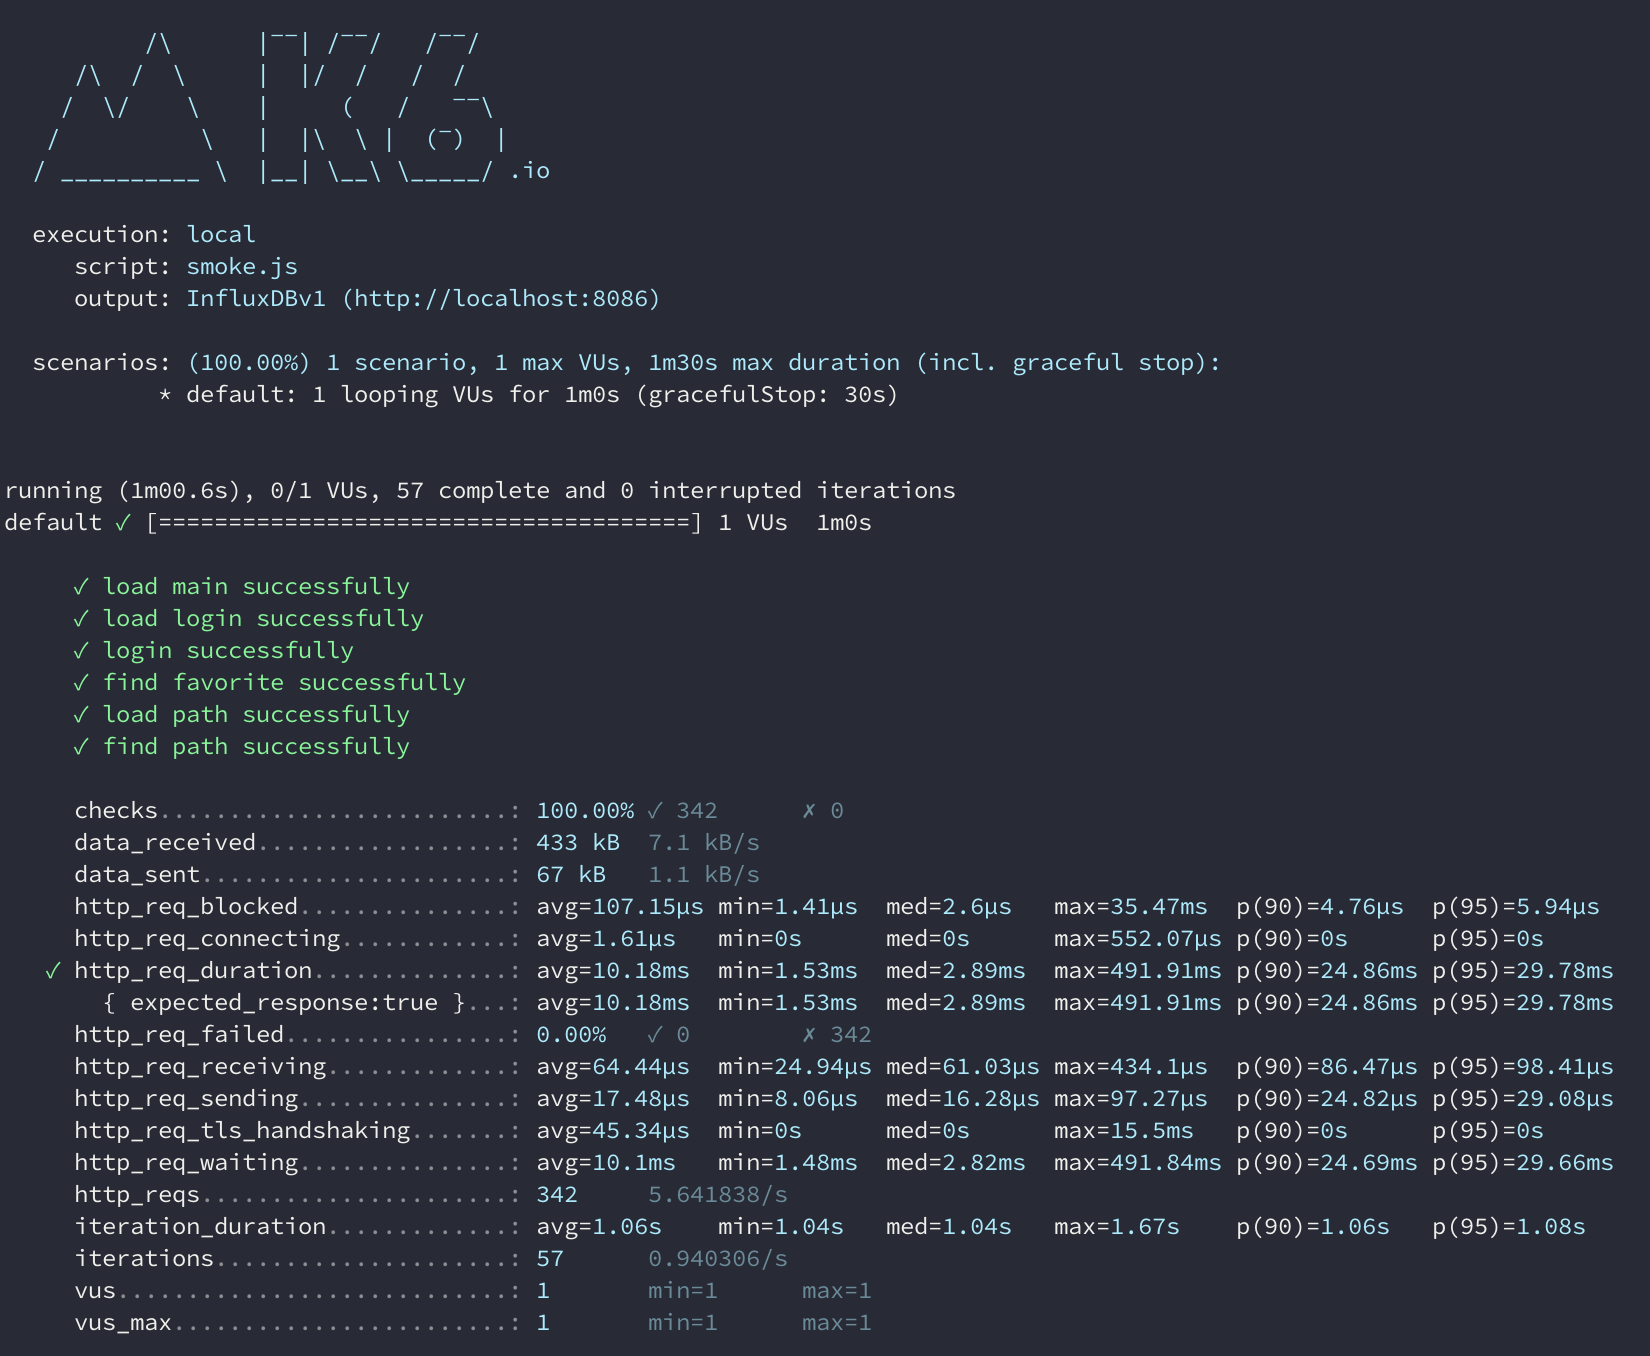 /\      |‾‾| /‾‾/   /‾‾/
     /\  /  \     |  |/  /   /  /
    /  \/    \    |     (   /   ‾‾\
   /          \   |  |\  \ |  (‾)  |
  / __________ \  |__| \__\ \_____/ .io

  execution: local
     script: smoke.js
     output: InfluxDBv1 (http://localhost:8086)

  scenarios: (100.00%) 1 scenario, 1 max VUs, 1m30s max duration (incl. graceful stop):
           * default: 1 looping VUs for 1m0s (gracefulStop: 30s)

running (1m00.6s), 0/1 VUs, 57 complete and 0 interrupted iterations
default ✓ [======================================] 1 VUs  1m0s

     ✓ load main successfully
     ✓ load login successfully
     ✓ login successfully
     ✓ find favorite successfully
     ✓ load path successfully
     ✓ find path successfully

     checks.........................: 100.00% ✓ 342      ✗ 0
     data_received..................: 433 kB  7.1 kB/s
     data_sent......................: 67 kB   1.1 kB/s
     http_req_blocked...............: avg=107.15µs min=1.41µs  med=2.6µs   max=35.47ms  p(90)=4.76µs  p(95)=5.94µs
     http_req_connecting............: avg=1.61µs   min=0s      med=0s      max=552.07µs p(90)=0s      p(95)=0s
   ✓ http_req_duration..............: avg=10.18ms  min=1.53ms  med=2.89ms  max=491.91ms p(90)=24.86ms p(95)=29.78ms
       { expected_response:true }...: avg=10.18ms  min=1.53ms  med=2.89ms  max=491.91ms p(90)=24.86ms p(95)=29.78ms
     http_req_failed................: 0.00%   ✓ 0        ✗ 342
     http_req_receiving.............: avg=64.44µs  min=24.94µs med=61.03µs max=434.1µs  p(90)=86.47µs p(95)=98.41µs
     http_req_sending...............: avg=17.48µs  min=8.06µs  med=16.28µs max=97.27µs  p(90)=24.82µs p(95)=29.08µs
     http_req_tls_handshaking.......: avg=45.34µs  min=0s      med=0s      max=15.5ms   p(90)=0s      p(95)=0s
     http_req_waiting...............: avg=10.1ms   min=1.48ms  med=2.82ms  max=491.84ms p(90)=24.69ms p(95)=29.66ms
     http_reqs......................: 342     5.641838/s
     iteration_duration.............: avg=1.06s    min=1.04s   med=1.04s   max=1.67s    p(90)=1.06s   p(95)=1.08s
     iterations.....................: 57      0.940306/s
     vus............................: 1       min=1      max=1
     vus_max........................: 1       min=1      max=1